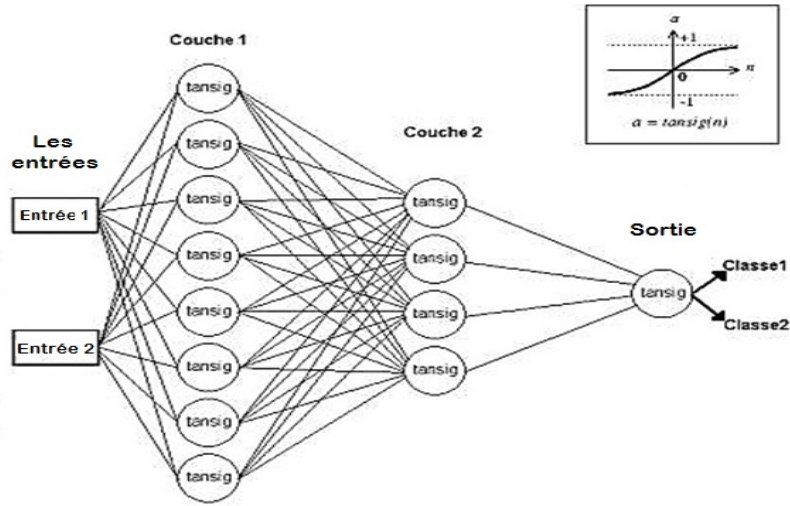 Couche 1
tansig
tansig
tansig
tansig
tansig
tansig
tansig
tansig
Les
entrées
Entrée 1
Entrée 2
Couche 2
tansig
tansig
tansig
tansig
Sortie
tansig
Classe1
Classe2
a
+1
n
0
-1
a = tansig(n)